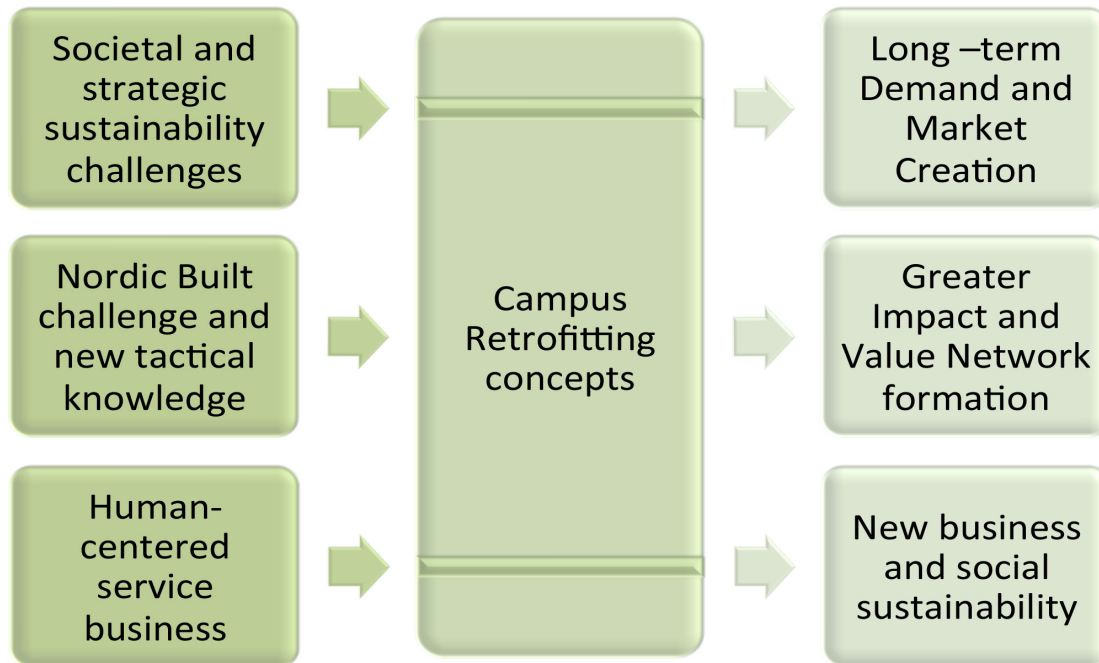 Societal and
strategic
sustainability
challenges
Nordic Built
challenge and
new tactical
knowledge
Human-
centered
service
business
Campus
Retrofitting
concepts
Long –term
Demand and
Market
Creation
Greater
Impact and
Value Network
formation
New business
and social
sustainability